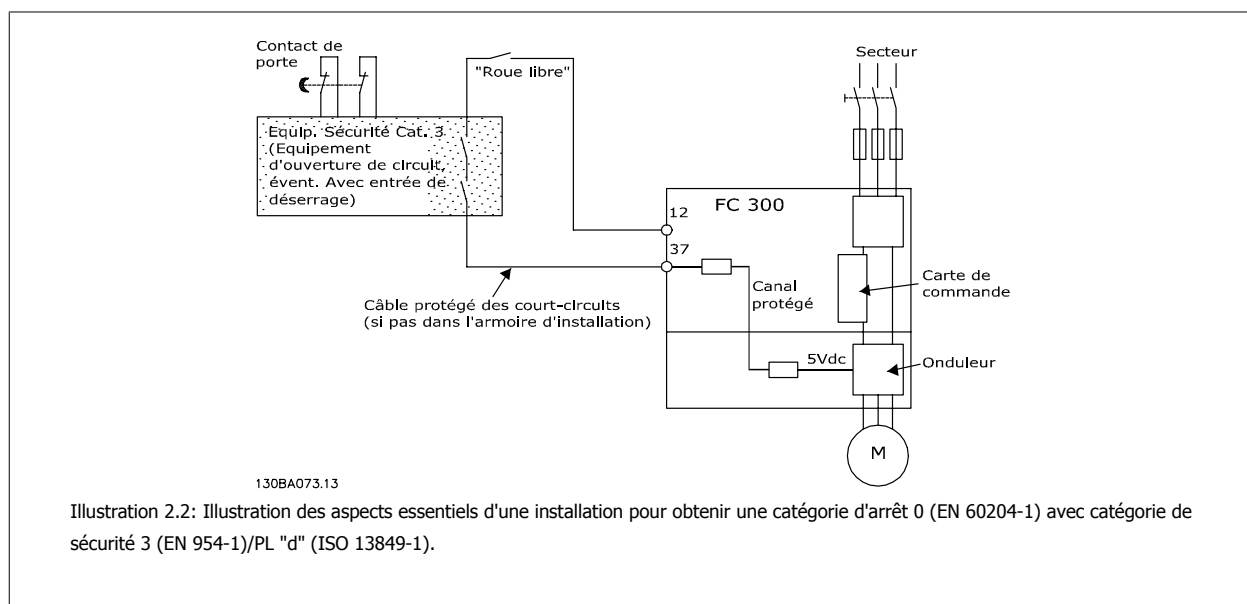 Contact de
porte
"Roue libre"
Secteur
Equip. Sécurité Cat. 3
(Equipement
d'ouverture de circuit,
évent. Avec entrée de
déserrage)
12
FC 300
37
Câble protégé des court-circuits
(si pas dans l'armoire d'installation)
Canal
protégé
Carte de
commande
5Vdc
Onduleur
M
130BA073.13
Illustration 2.2: Illustration des aspects essentiels d'une installation pour obtenir une catégorie d'arrêt 0 (EN 60204-1) avec catégorie de
sécurité 3 (EN 954-1)/PL "d" (ISO 13849-1).